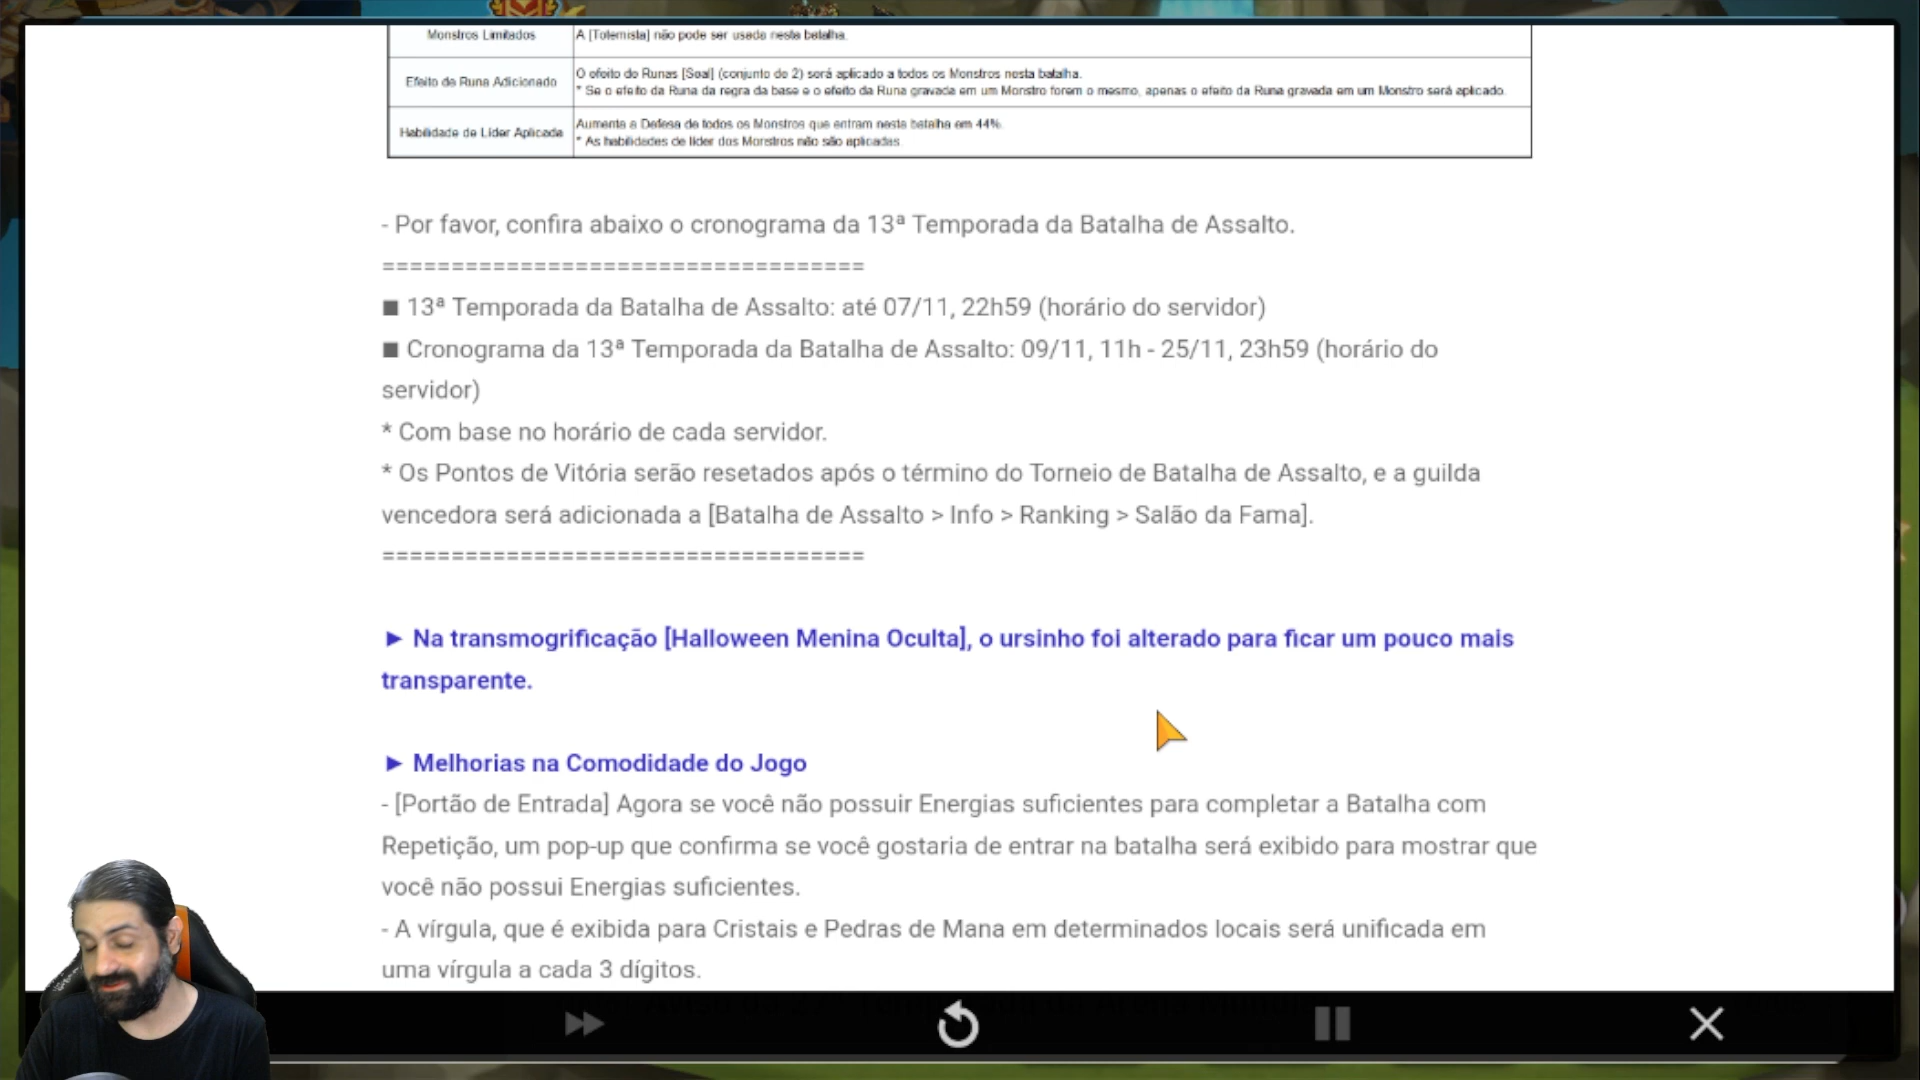 Monstros Limitados
A [Totemista] não pode ser usada nesta batalha.
Efeito de Runa Adicionado
O efeito de Runas [Seal] (conjunto de 2) será aplicado a todos os Monstros nesta batalha.
* Se o efeito da Runa da regra da base e o efeito da Runa gravada em um Monstro forem o mesmo, apenas o efeito da Runa gravada em um Monstro será aplicado.
Habilidade de Líder Aplicada
Aumenta a Defesa de todos os Monstros que entram nesta batalha em 44%.
* As habilidades de líder dos Monstros não são aplicadas
- Por favor, confira abaixo o cronograma da 13ª Temporada da Batalha de Assalto.
===================================
■ 13ª Temporada da Batalha de Assalto: até 07/11, 22h59 (horário do servidor)
■ Cronograma da 13ª Temporada da Batalha de Assalto: 09/11, 11h - 25/11, 23h59 (horário do
servidor)
* Com base no horário de cada servidor.
* Os Pontos de Vitória serão resetados após o término do Torneio de Batalha de Assalto, e a guilda
vencedora será adicionada a [Batalha de Assalto > Info > Ranking > Salão da Fama].
===================================
► Na transmogrificação [Halloween Menina Oculta], o ursinho foi alterado para ficar um pouco mais
transparente.
► Melhorias na Comodidade do Jogo
- [Portão de Entrada] Agora se você não possuir Energias suficientes para completar a Batalha com
Repetição, um pop-up que confirma se você gostaria de entrar na batalha será exibido para mostrar que
você não possui Energias suficientes.
- A vírgula, que é exibida para Cristais e Pedras de Mana em determinados locais será unificada em
uma vírgula a cada 3 dígitos.